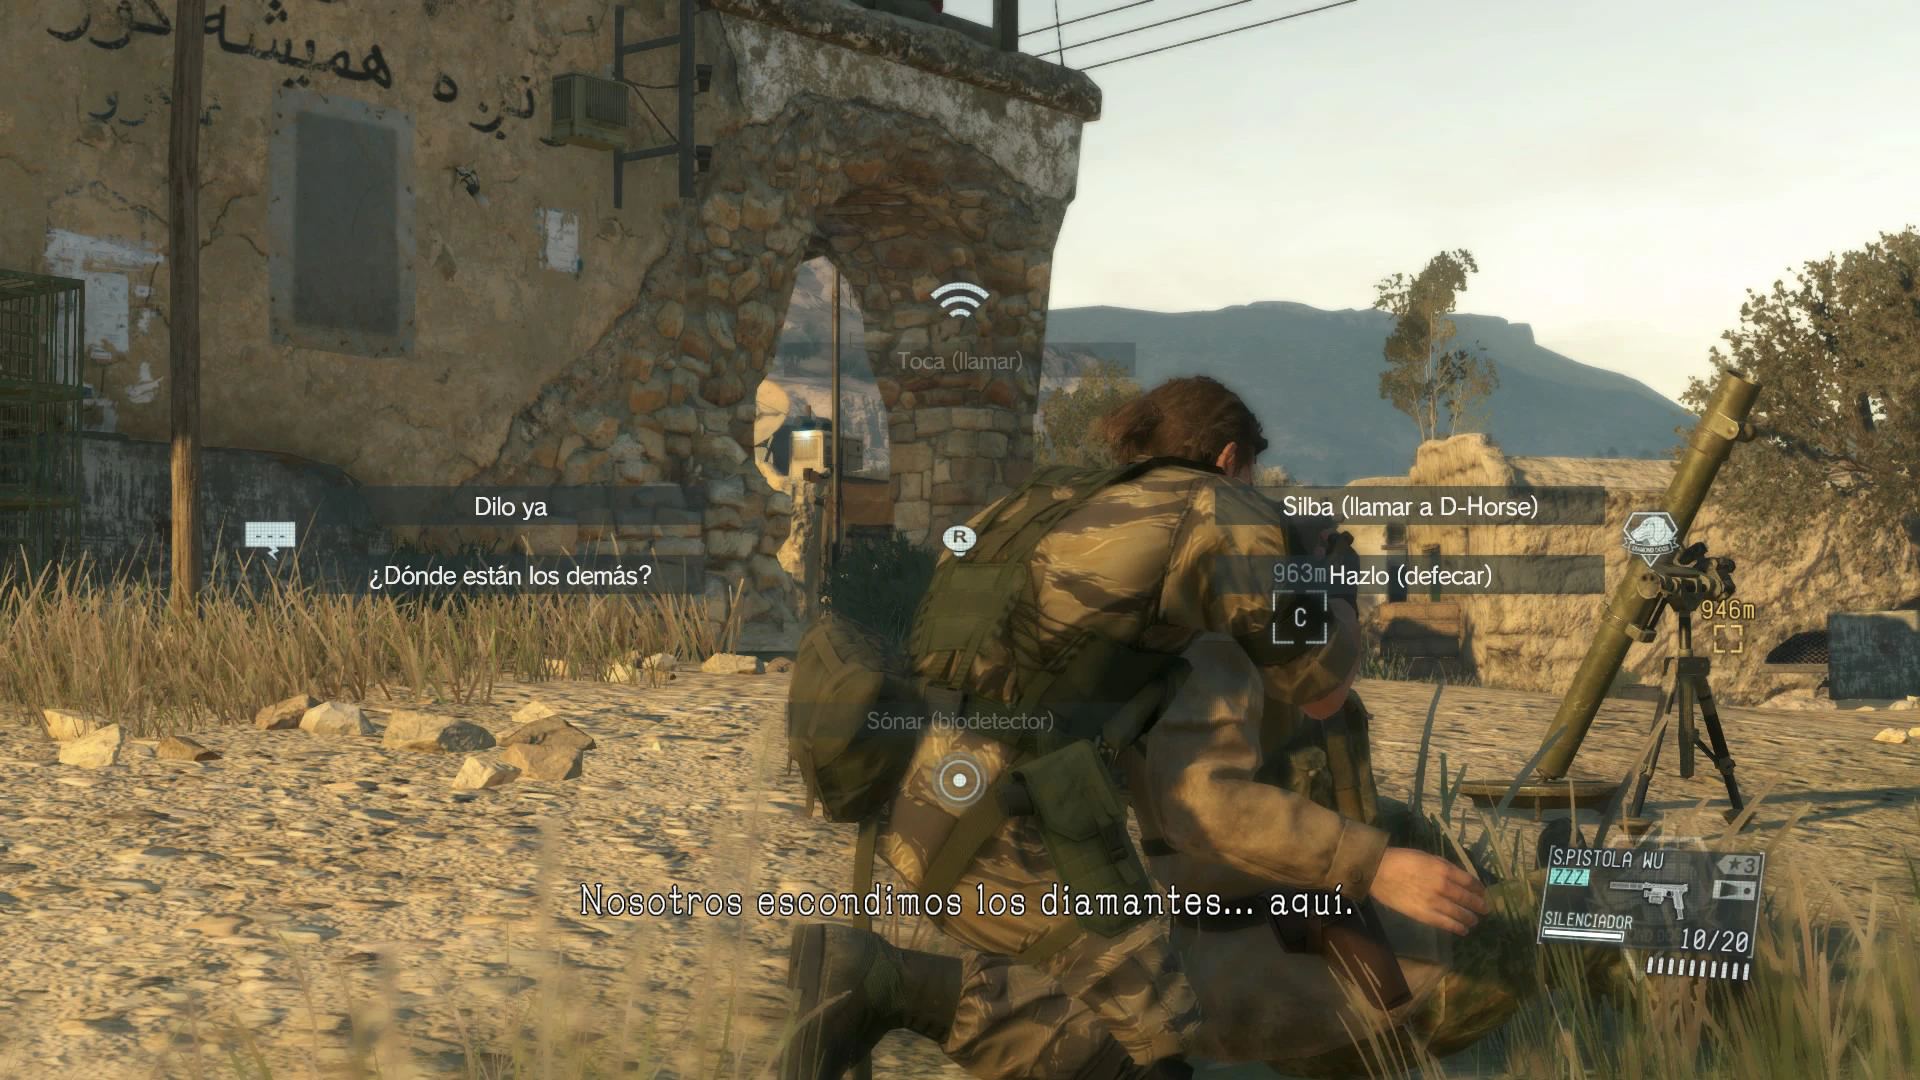 همیشه
Toca (llamar)
Dilo ya
¿Dónde están los demás?
R
Silba (llamar a D-Horse)
963m
Hazlo (defecar)
C
946m
Sónar (biodetector)
S.PISTOLA WU
★3
ZZZ
SILENCIADOR
10/20
Nosotros escondimos los diamantes... aquí.